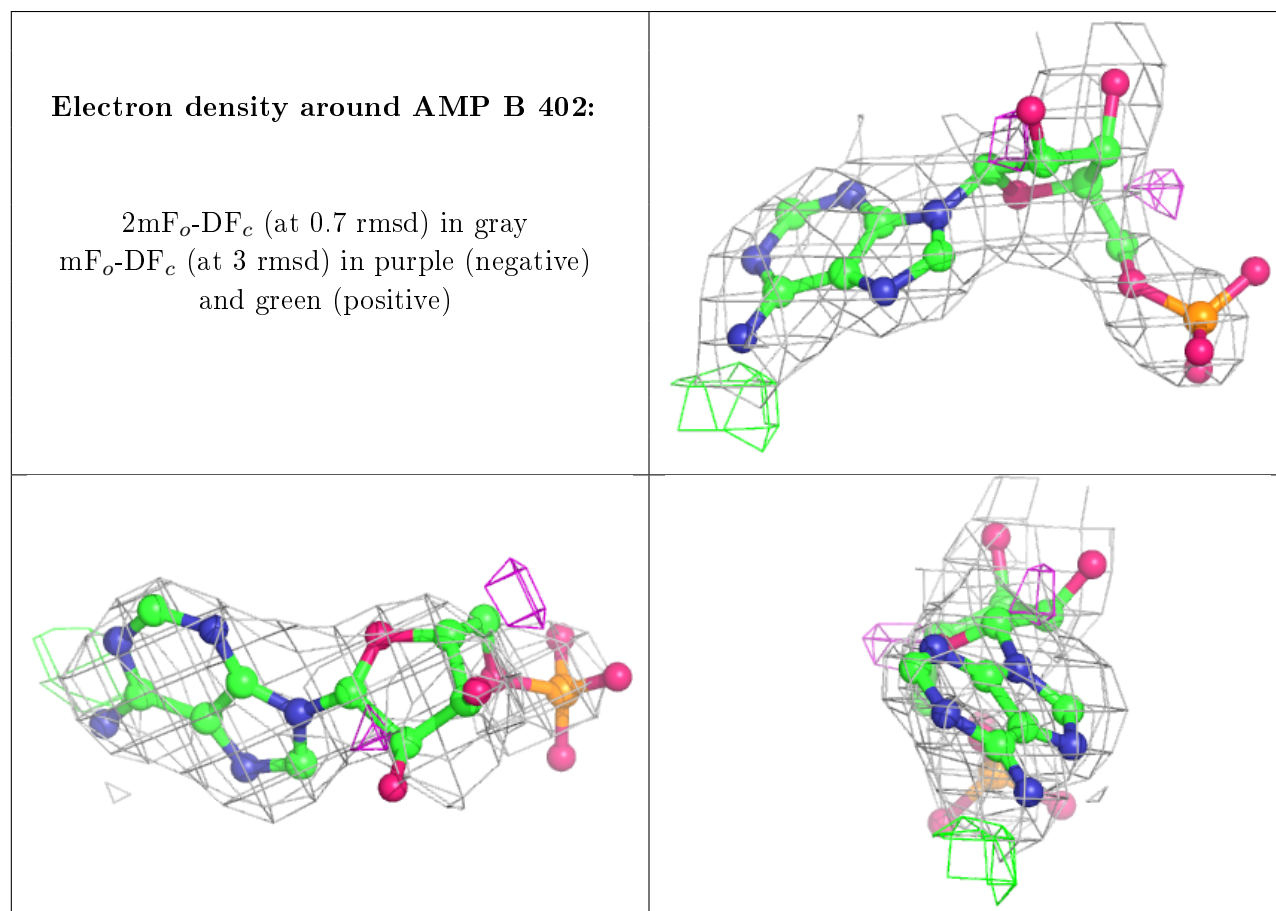 Electron density around AMP B 402:
2mFo-DFc (at 0.7 rmsd) in gray
mFo-DFc (at 3 rmsd) in purple (negative)
and green (positive)